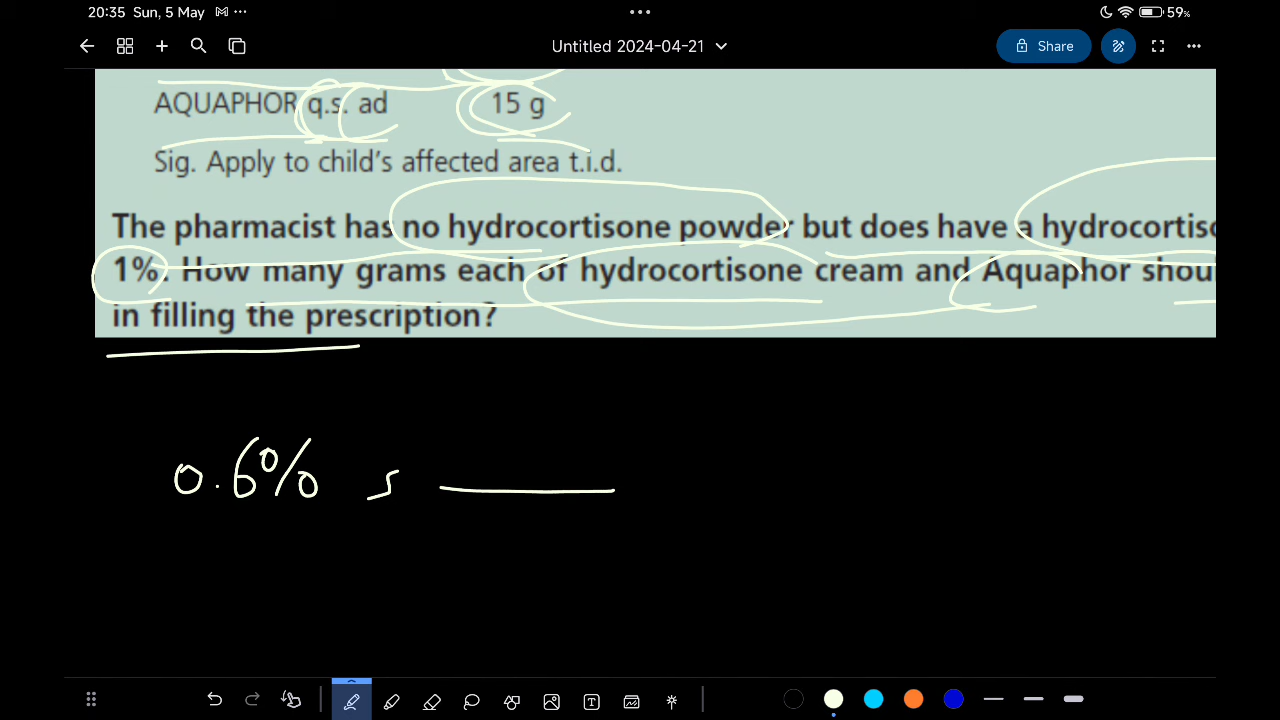 20:35 Sun, 5 May
59%
Untitled 2024-04-21
Share
AQUAPHOR q.s. ad 15 g
Sig. Apply to child's affected area t.i.d.
The pharmacist has no hydrocortisone powder but does have a
1%. How many grams each of hydrocortisone cream and Aquaphor
in filling the prescription?
0.6%